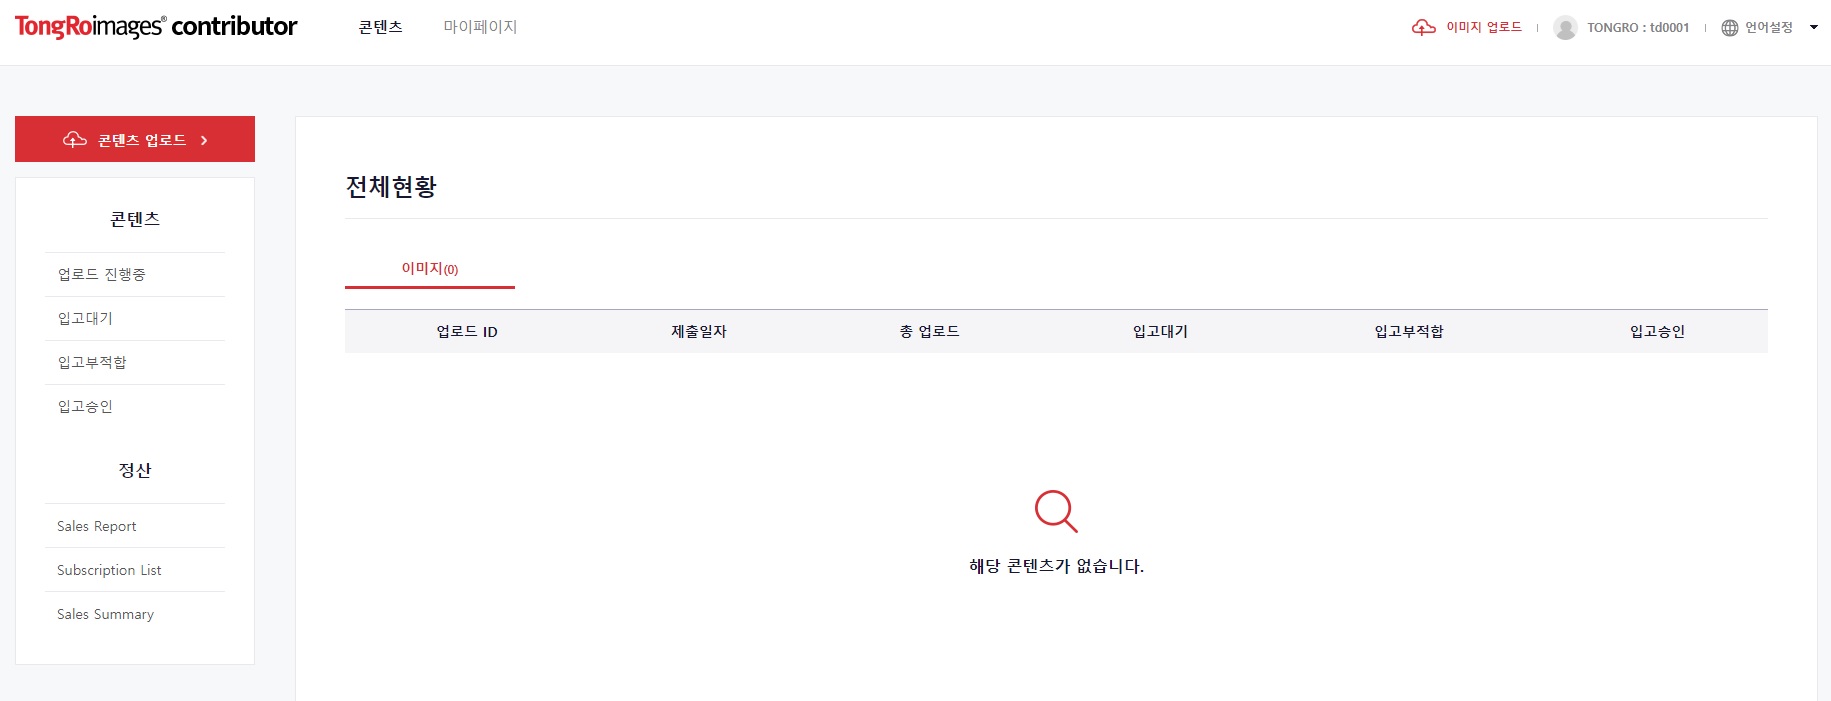 TongRoimages® contributor
콘텐츠
마이페이지
이미지 업로드
TONGRO : td0001
언어설정
콘텐츠 업로드
콘텐츠
업로드 진행중
입고대기
입고부적합
입고승인
정산
Sales Report
Subscription List
Sales Summary
전체현황
이미지(0)
업로드 ID 제출일자 총 업로드 입고대기 입고부적합 입고승인
해당 콘텐츠가 없습니다.